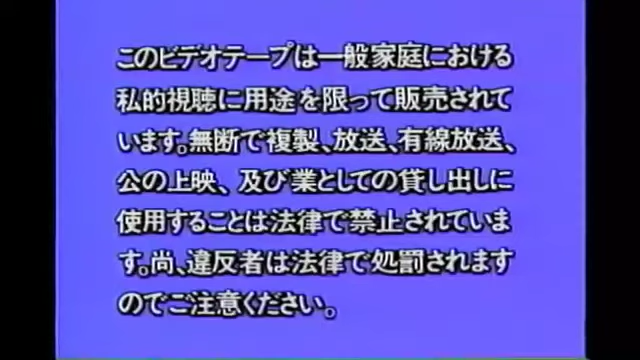 このビデオテープは一般家庭における
私的視聴に用途を限って販売されて
います。無断で複製、放送、有線放送、
公の上映、及び業としての貸し出しに
使用することは法律で禁止されていま
す。尚、違反者は法律で処罰されます
のでご注意ください。